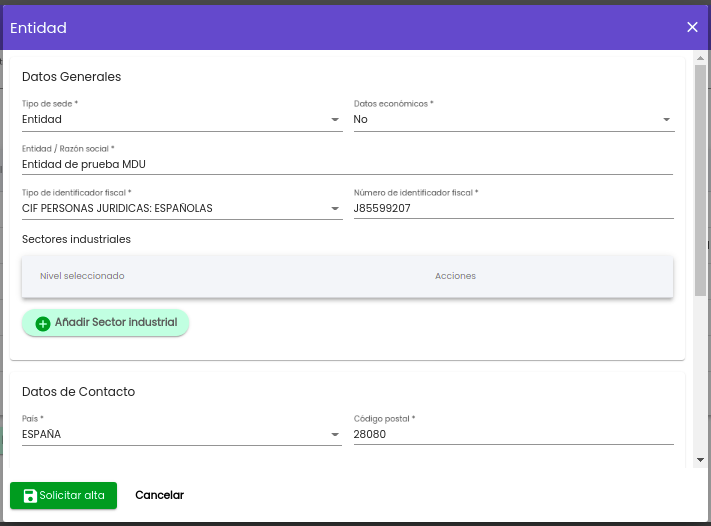 Entidad
Datos Generales
Tipo de sede * Datos económicos *
Entidad No
Entidad / Razón social *
Entidad de prueba MDU
Tipo de identificador fiscal * Número de identificador fiscal *
CIF PERSONAS JURIDICAS: ESPAÑOLAS J85599207
Sectores industriales
Nivel seleccionado Acciones
Añadir Sector industrial
Datos de Contacto
País * Código postal *
ESPAÑA 28080
Solicitar alta Cancelar